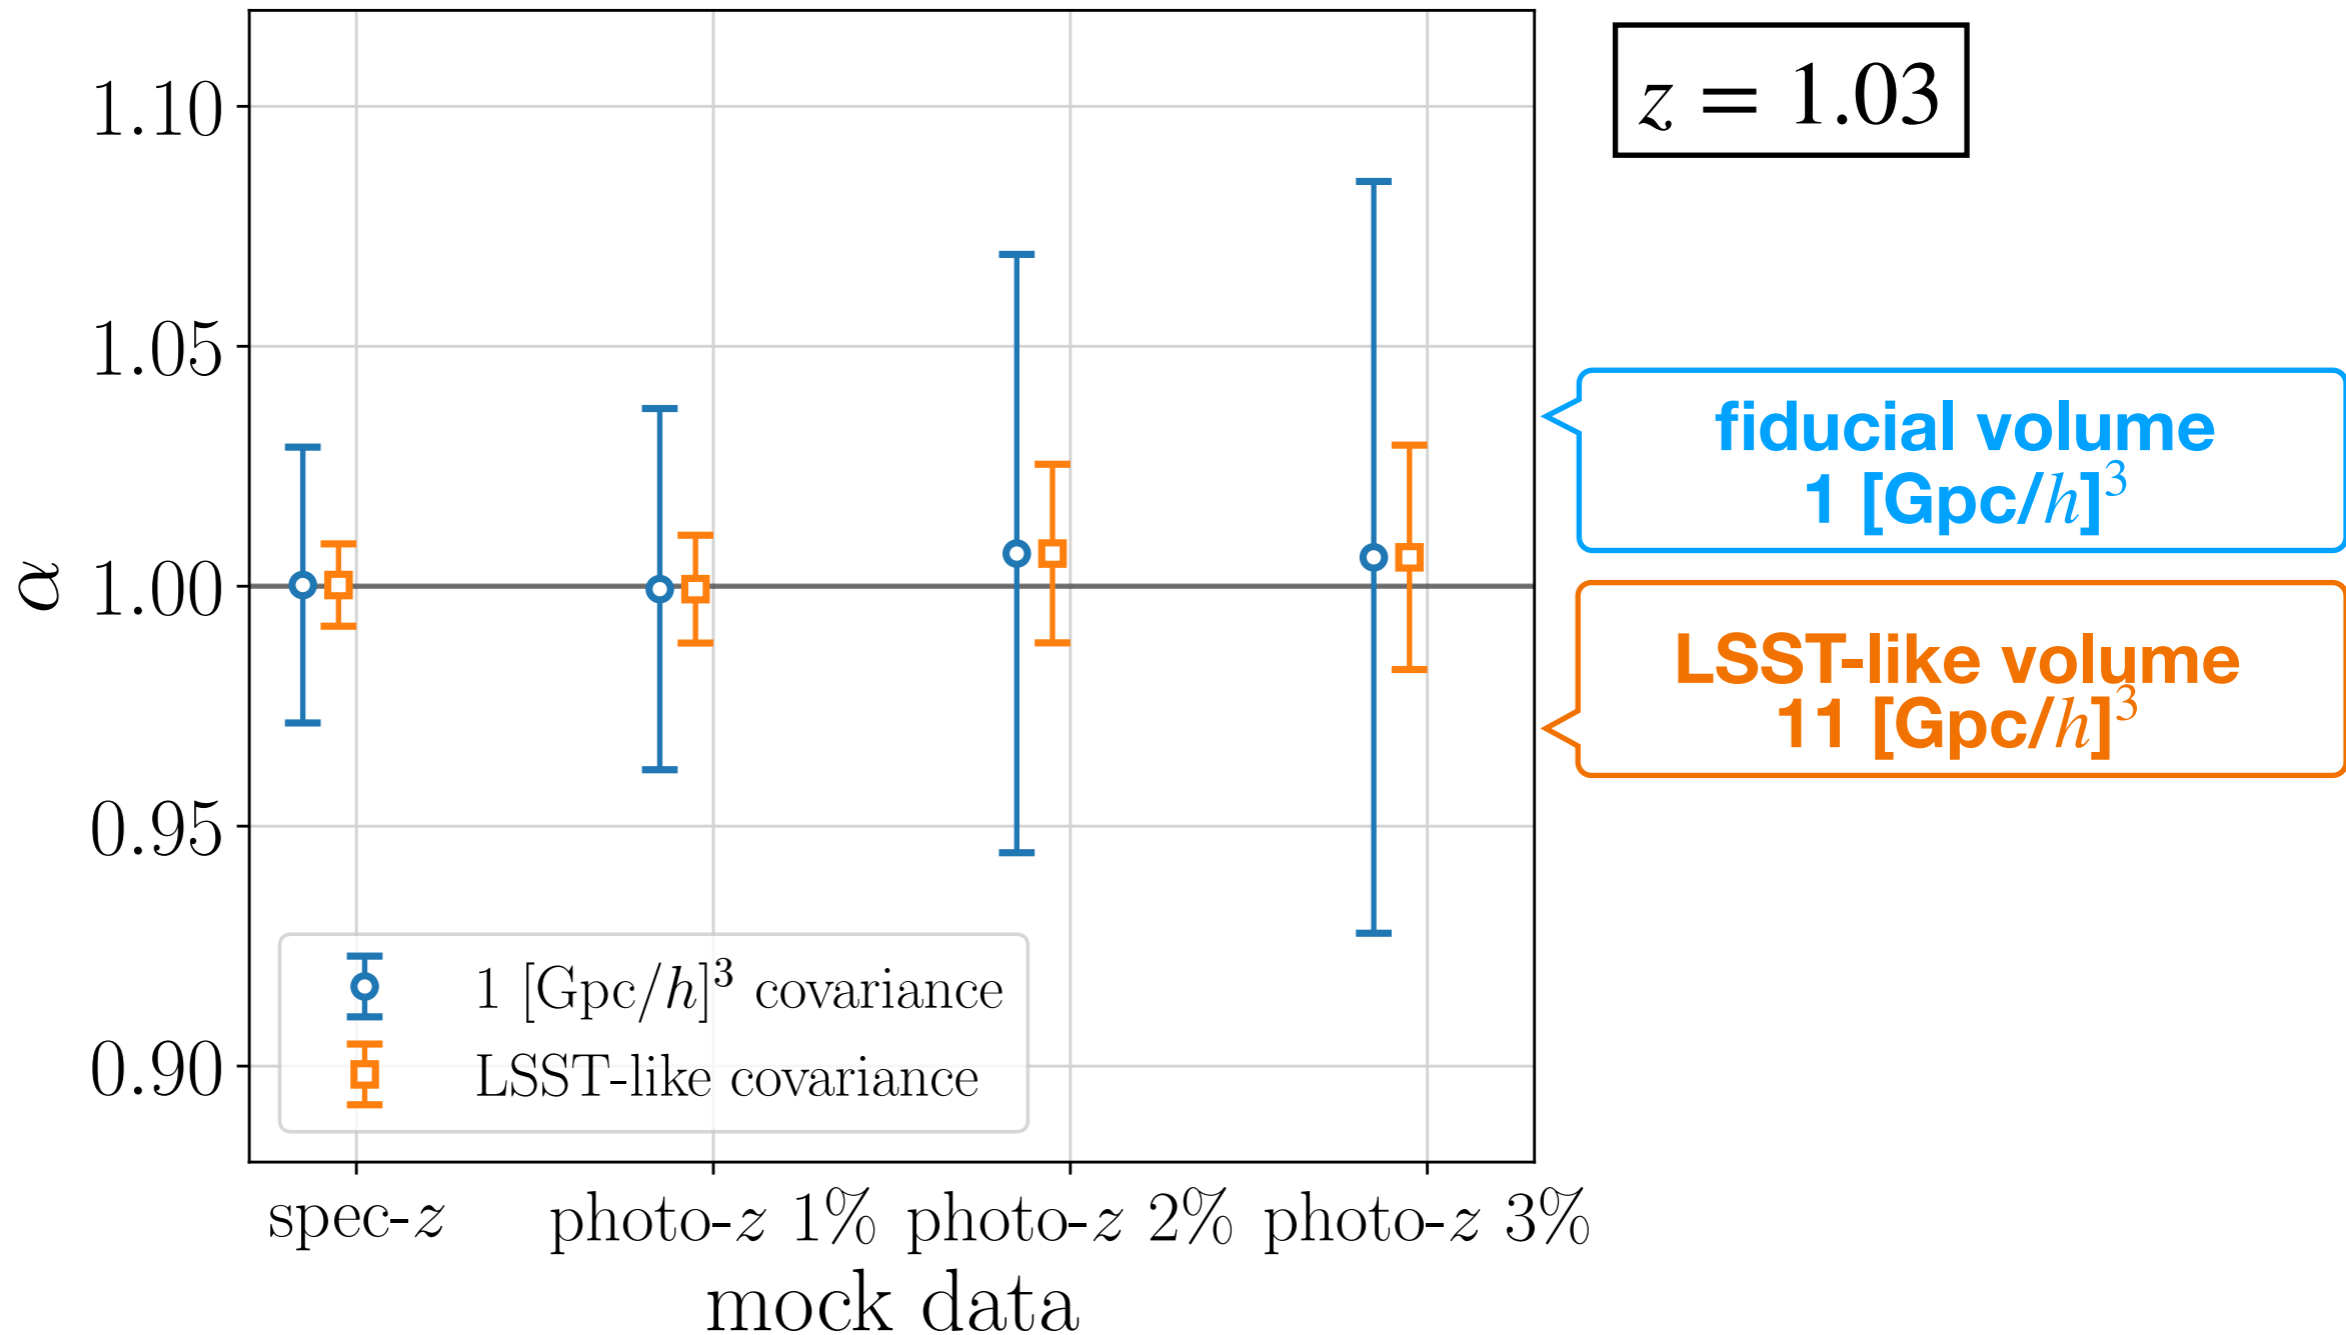 z = 1.03
1.10
1.05
1.00
0.95
0.90
α
fiducial volume
1 [Gpc/h]³
LSST-like volume
11 [Gpc/h]³
1 [Gpc/h]³ covariance
LSST-like covariance
spec-z photo-z 1% photo-z 2% photo-z 3%
mock data